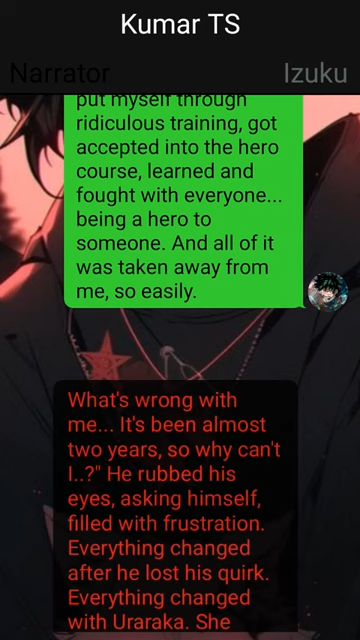 Kumar TS
Narrator
Izuku
put myself through
ridiculous training, got
accepted into the hero
course, learned and
fought with everyone...
being a hero to
someone. And all of it
was taken away from
me, so easily.
What's wrong with
me... It's been almost
two years, so why can't
I..?" He rubbed his
eyes, asking himself,
filled with frustration.
Everything changed
after he lost his quirk.
Everything changed
with Uraraka. She